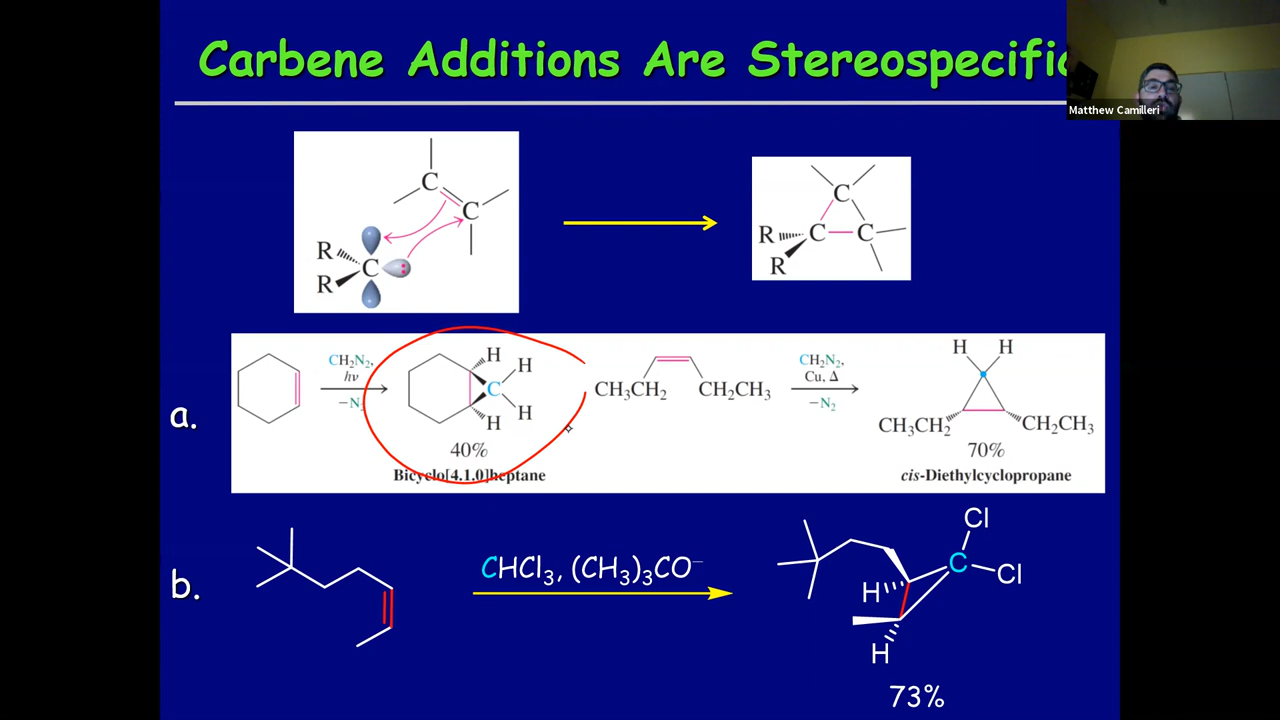 Carbene Additions Are Stereospecific
Matthew Camilleri
C
C
R
R
C
C
R
R
C
C
a.
CH₂N₂,
hν
−N₂
H
H
C
H
H
40%
Bicyclo[4.1.0]heptane
CH₃CH₂
CH₂CH₃
CH₂N₂,
Cu, Δ
−N₂
H H
CH₃CH₂
CH₂CH₃
70%
cis-Diethylcyclopropane
b.
CHCl₃, (CH₃)₃CO⁻
Cl
C
Cl
H
H
73%